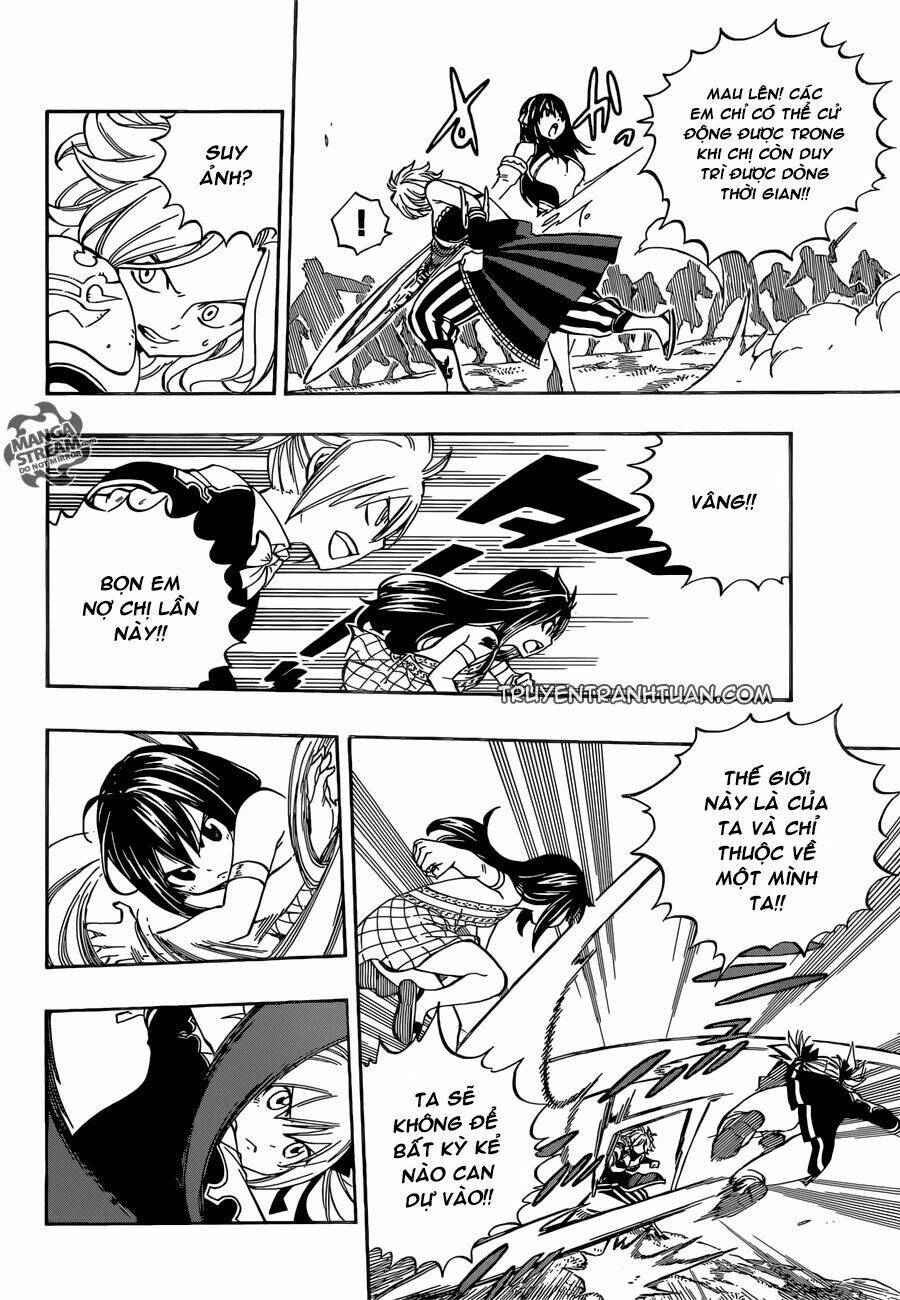 MAU LÊN! CÁC
EM CHỈ CÓ THỂ CỬ
ĐỘNG ĐƯỢC TRONG
KHI CHỊ CÒN DUY
TRÌ ĐƯỢC DÒNG
THỜI GIAN!!
!
SUY
ẢNH?
MANGA
STREAM.com
DO NOT MIRROR!
VÂNG!!
BỌN EM
NỢ CHỊ LẦN
NÀY!!
TRUYENTRANHTUAN.COM
THẾ GIỚI
NÀY LÀ CỦA
TA VÀ CHỈ
THUỘC VỀ
MỘT MÌNH
TA!!
TA SẼ
KHÔNG ĐỂ
BẤT KỲ KẺ
NÀO CAN
DỰ VÀO!!